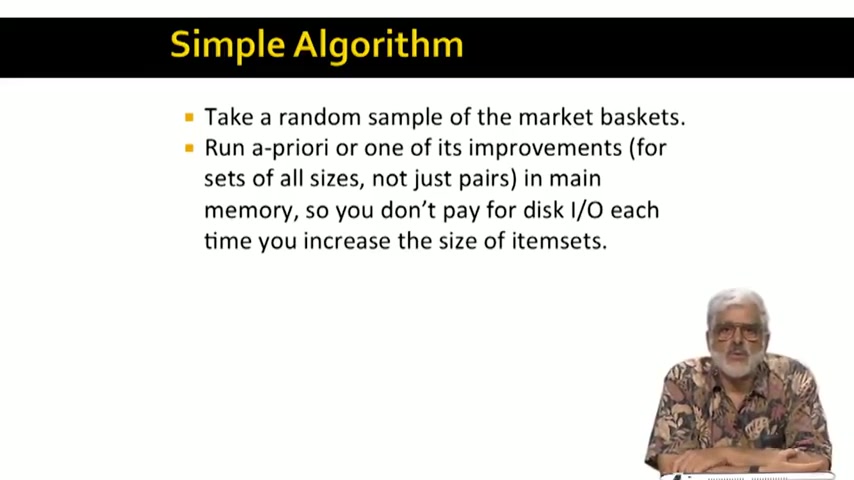 Simple Algorithm
Take a random sample of the market baskets.
Run a-priori or one of its improvements (for
sets of all sizes, not just pairs) in main
memory, so you don't pay for disk I/O each
time you increase the size of itemsets.